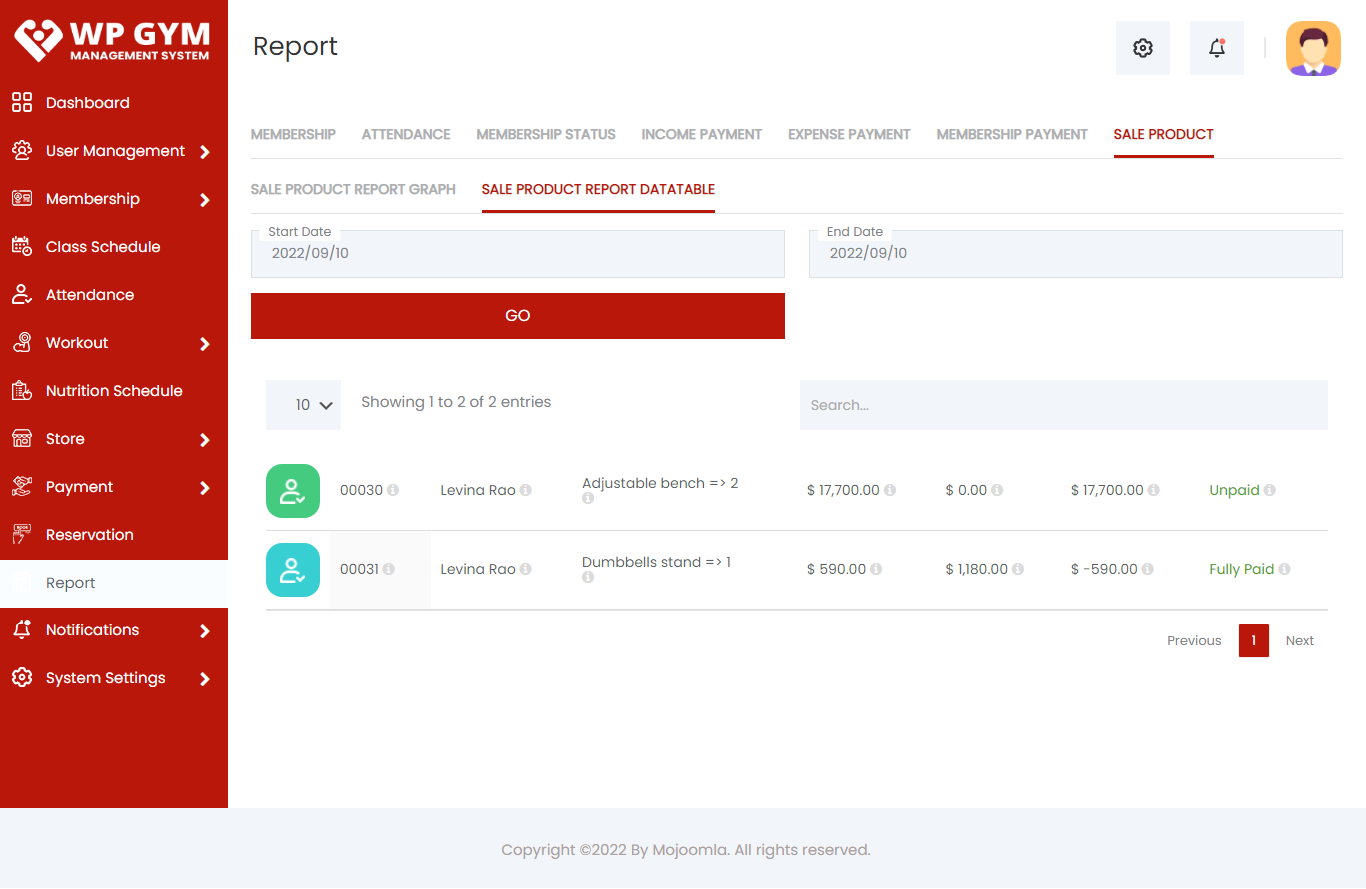 WP GYM
MANAGEMENT SYSTEM
Dashboard
User Management
Membership
Class Schedule
Attendance
Workout
Nutrition Schedule
Store
Payment
Reservation
Report
Notifications
System Settings
Report
MEMBERSHIP ATTENDANCE MEMBERSHIP STATUS INCOME PAYMENT EXPENSE PAYMENT MEMBERSHIP PAYMENT SALE PRODUCT
SALE PRODUCT REPORT GRAPH SALE PRODUCT REPORT DATATABLE
Start Date End Date
2022/09/10 2022/09/10
GO
10 Showing 1 to 2 of 2 entries Search...
00030 Levina Rao Adjustable bench => 2 $ 17,700.00 $ 0.00 $ 17,700.00 Unpaid
00031 Levina Rao Dumbbells stand => 1 $ 590.00 $ 1,180.00 $ -590.00 Fully Paid
Previous 1 Next
Copyright ©2022 By Mojoomla. All rights reserved.